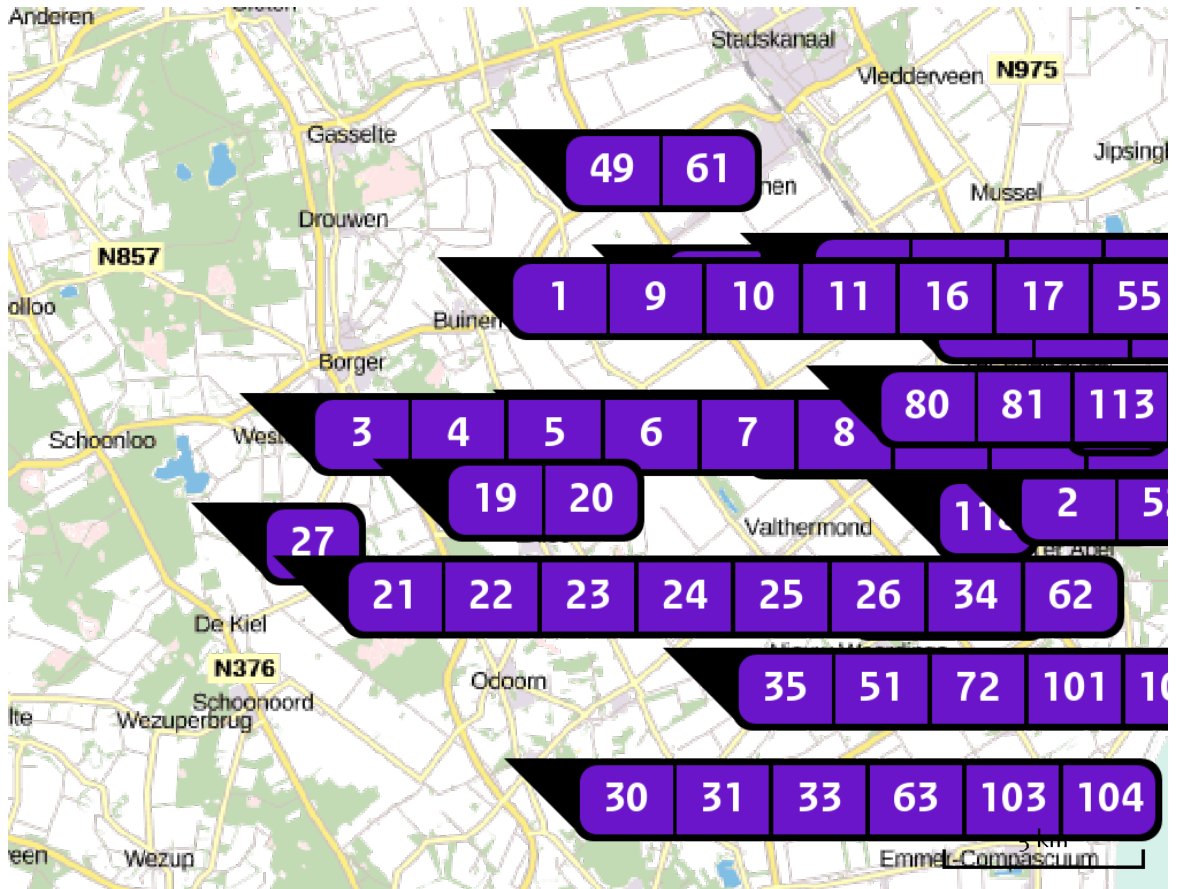 Anderen
Stadskanaal
Vledderveen N975
Gasselte
49 61
Mussel
Drouwen
N857
1 9 10 11 16 17 55
Borger
80 81 113
3 4 5 6 7 8
Schoonloo
19 20
2
Valthermond
27
21 22 23 24 25 26 34 62
De Kiel
N376
Odoorn
35 51 72 101
Schoonoord
Wezuperbrug
30 31 33 63 103 104
5 km
Wezup
Emmer-Compascuum